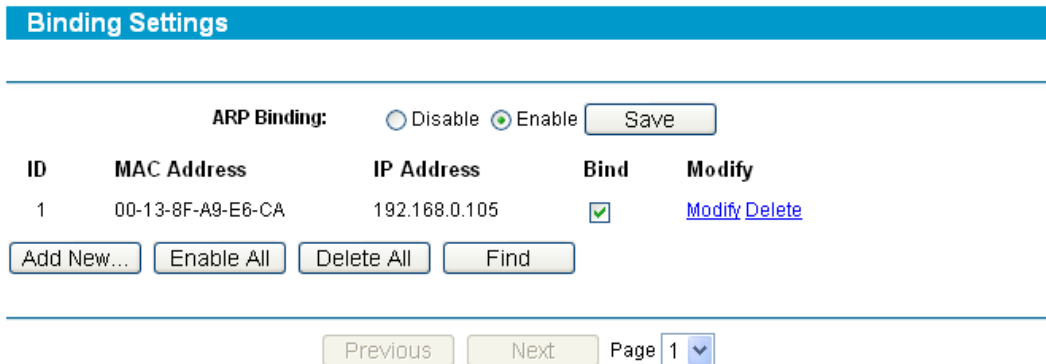 Binding Settings
ARP Binding: Disable Enable Save
ID MAC Address IP Address Bind Modify
1 00-13-8F-A9-E6-CA 192.168.0.105 Modify Delete
Add New... Enable All Delete All Find
Previous Next Page 1